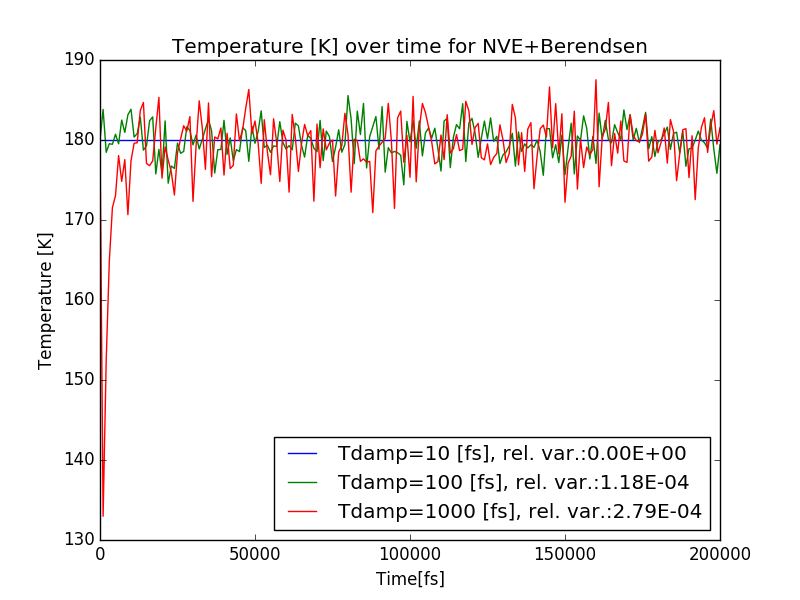 Temperature [K] over time for NVE+Berendsen
190
180
170
160
150
140
130
Temperature [K]
Tdamp=10 [fs], rel. var.:0.00E+00
Tdamp=100 [fs], rel. var.:1.18E-04
Tdamp=1000 [fs], rel. var.:2.79E-04
0 50000 100000 150000 200000
Time[fs]